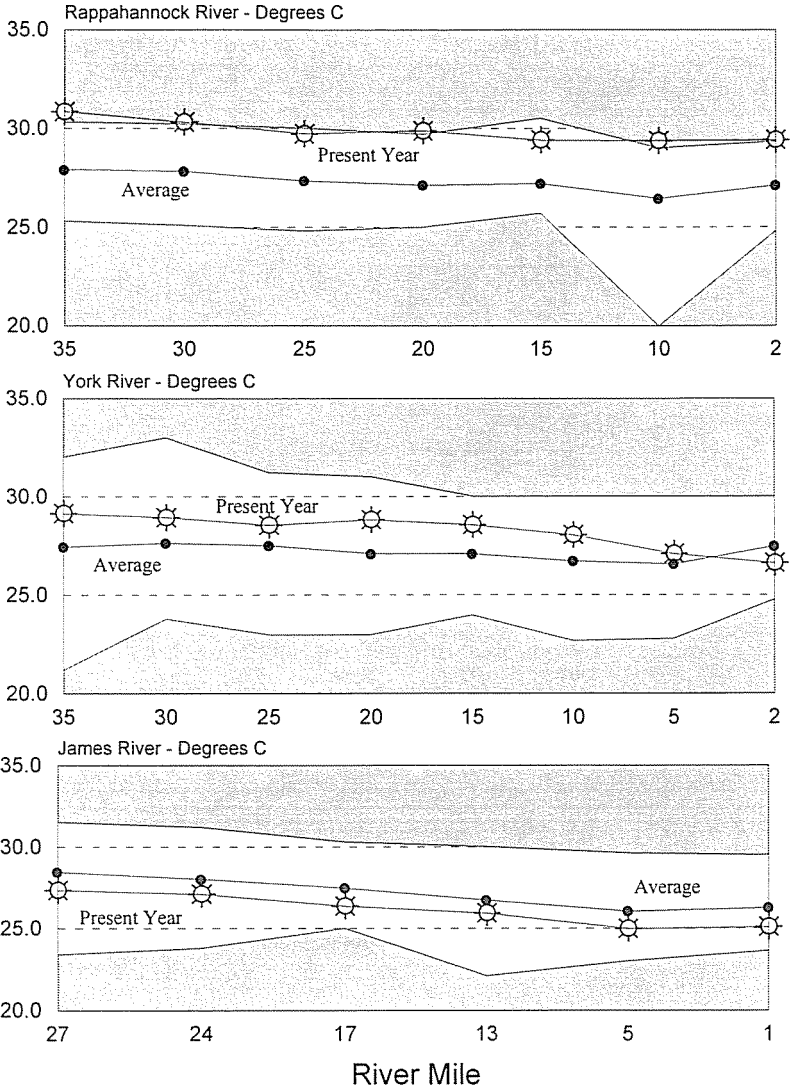 Rappahannock River - Degrees C
35.0
30.0
Present Year
Average
25.0
20.0
35 30 25 20 15 10 2
York River - Degrees C
35.0
30.0
Present Year
Average
25.0
20.0
35 30 25 20 15 10 5 2
James River - Degrees C
35.0
30.0
Average
Present Year
25.0
20.0
27 24 17 13 5 1
River Mile